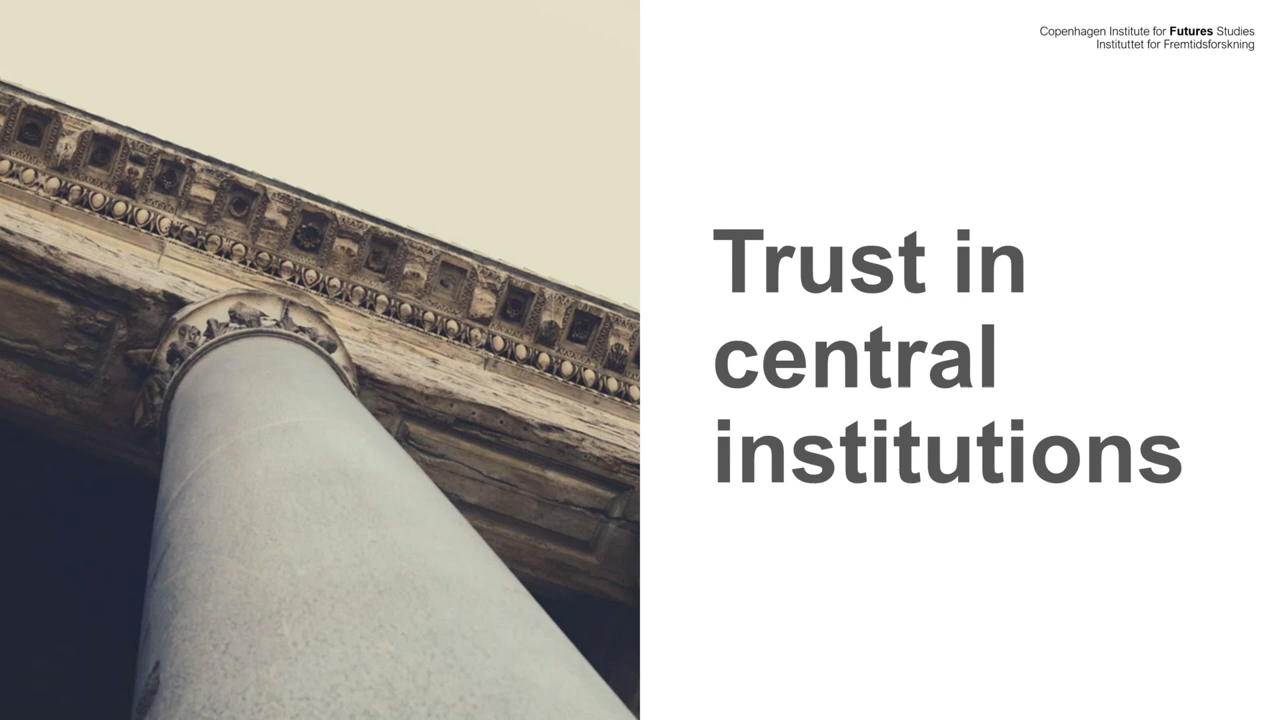 Copenhagen Institute for Futures Studies
Instituttet for Fremtidsforskning
Trust in
central
institutions